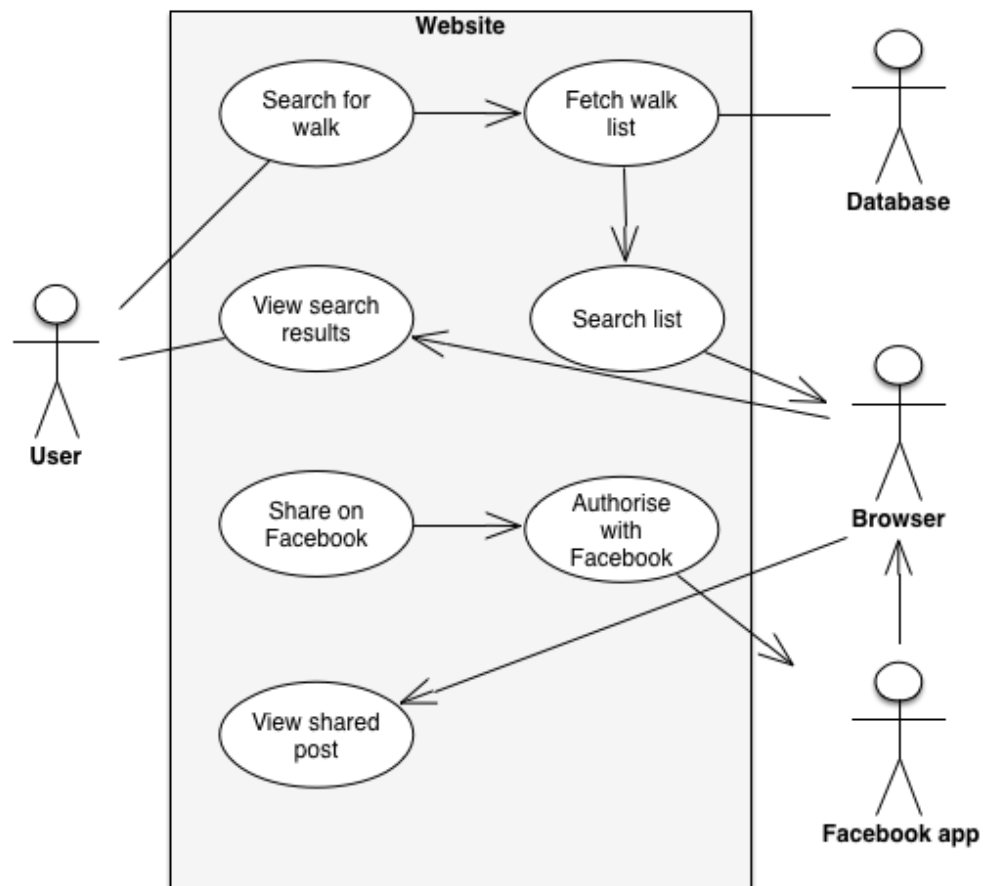 Website
Search for
walk
Fetch walk
list
Database
View search
results
Search list
User
Browser
Share on
Facebook
Authorise
with
Facebook
View shared
post
Facebook app